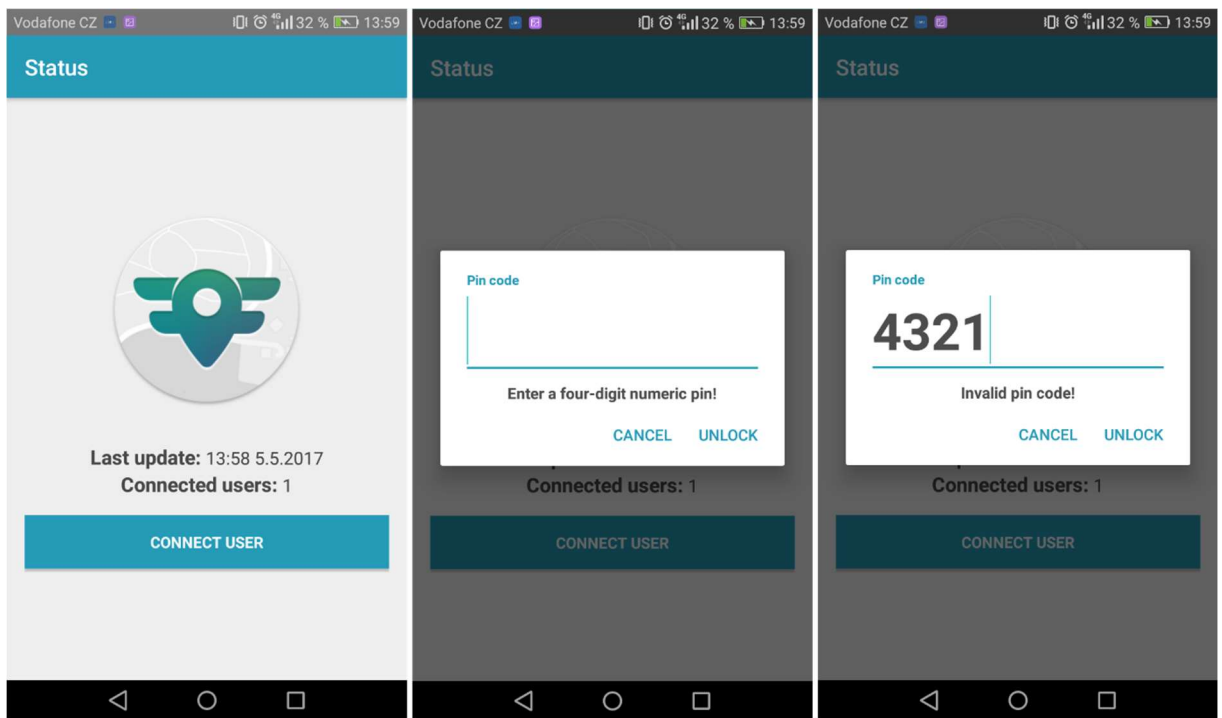 Vodafone CZ 4G 32 % 13:59
Status
Last update: 13:58 5.5.2017
Connected users: 1
CONNECT USER
Vodafone CZ 4G 32 % 13:59
Status
Pin code
Enter a four-digit numeric pin!
CANCEL UNLOCK
Connected users: 1
CONNECT USER
Vodafone CZ 4G 32 % 13:59
Status
Pin code
4321
Invalid pin code!
CANCEL UNLOCK
Connected users: 1
CONNECT USER